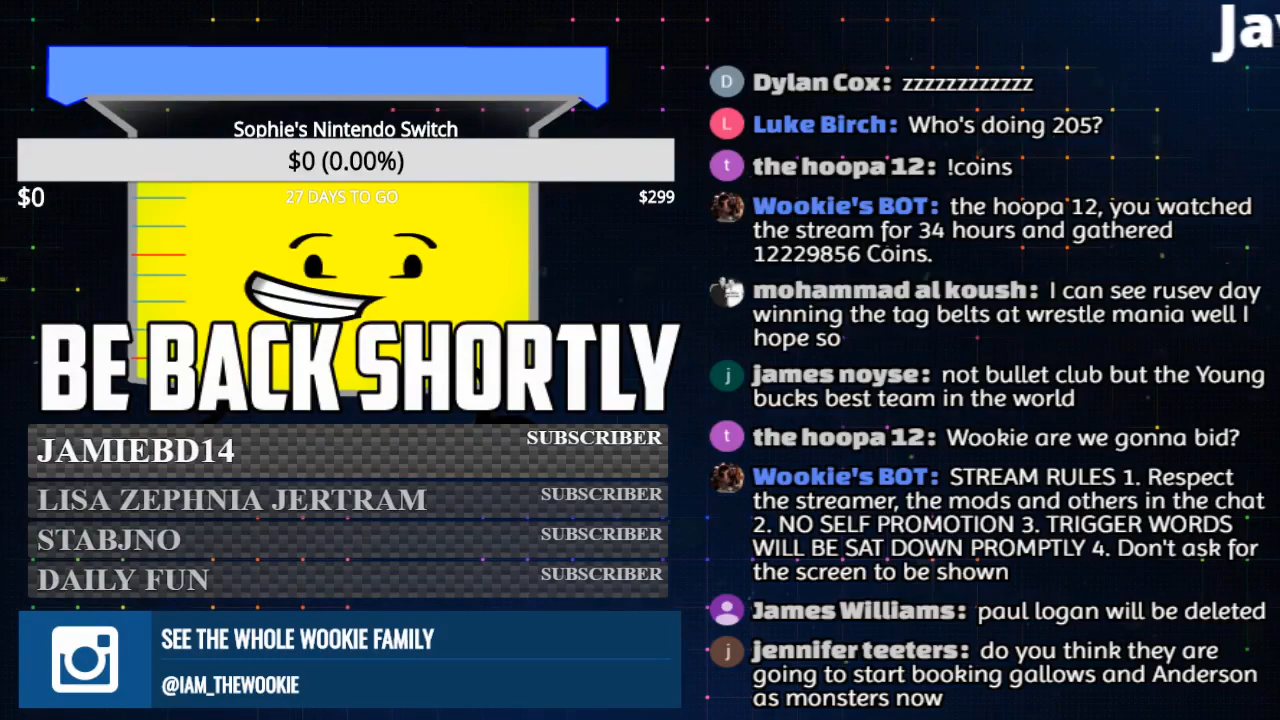 Sophie's Nintendo Switch
$0 (0.00%)
$0
27 DAYS TO GO
$299
BE BACK SHORTLY
JAMIEBD14
SUBSCRIBER
LISA ZEPHNIA JERTRAM
SUBSCRIBER
STABJNO
SUBSCRIBER
DAILY FUN
SUBSCRIBER
SEE THE WHOLE WOOKIE FAMILY
@IAM_THEWOOKIE
D
Dylan Cox: zzzzzzzzzzzz
L
Luke Birch: Who's doing 205?
t
the hoopa 12: !coins
Wookie's BOT: the hoopa 12, you watched
the stream for 34 hours and gathered
12229856 Coins.
mohammad al koush: I can see rusev day
winning the tag belts at wrestle mania well I
hope so
j
james noyse: not bullet club but the Young
bucks best team in the world
t
the hoopa 12: Wookie are we gonna bid?
Wookie's BOT: STREAM RULES 1. Respect
the streamer, the mods and others in the chat
2. NO SELF PROMOTION 3. TRIGGER WORDS
WILL BE SAT DOWN PROMPTLY 4. Don't ask for
the screen to be shown
James Williams: paul logan will be deleted
j
jennifer teeters: do you think they are
going to start booking gallows and Anderson
as monsters now